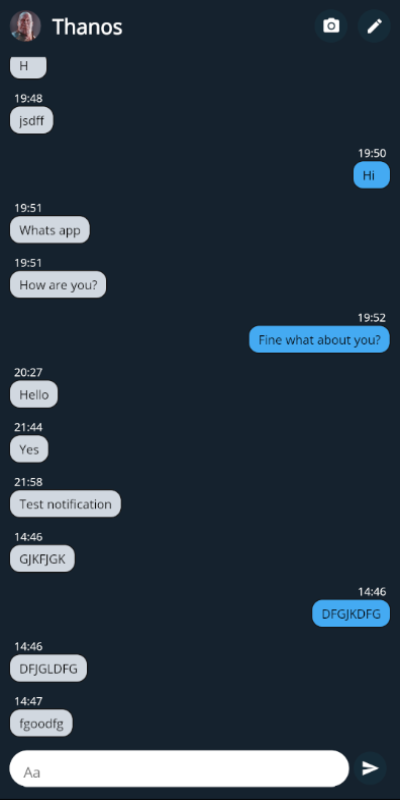 Thanos
H
19:48
jsdff
19:50
Hi
19:51
Whats app
19:51
How are you?
19:52
Fine what about you?
20:27
Hello
21:44
Yes
21:58
Test notification
14:46
GJKFJGK
14:46
DFGJKDFG
14:46
DFJGLDFG
14:47
fgoodfg
Aa